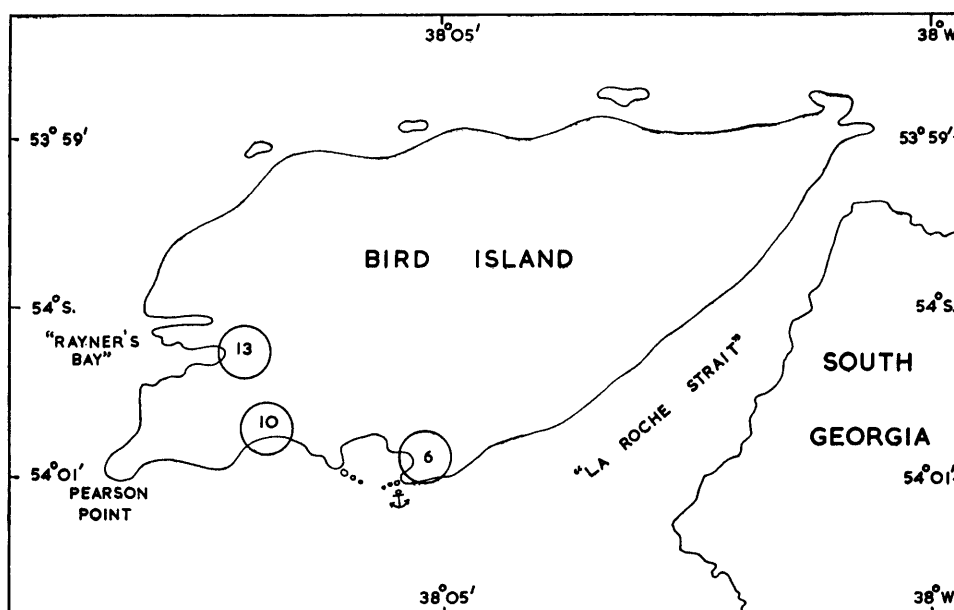 38°05' 38°W
53°59' 53°59'
BIRD ISLAND
54°S. 54°S.
"RAYNER'S
BAY"
13
"LA ROCHE STRAIT"
SOUTH
GEORGIA
10
6
54°01' 54°01'
PEARSON
POINT
38°05' 38°W